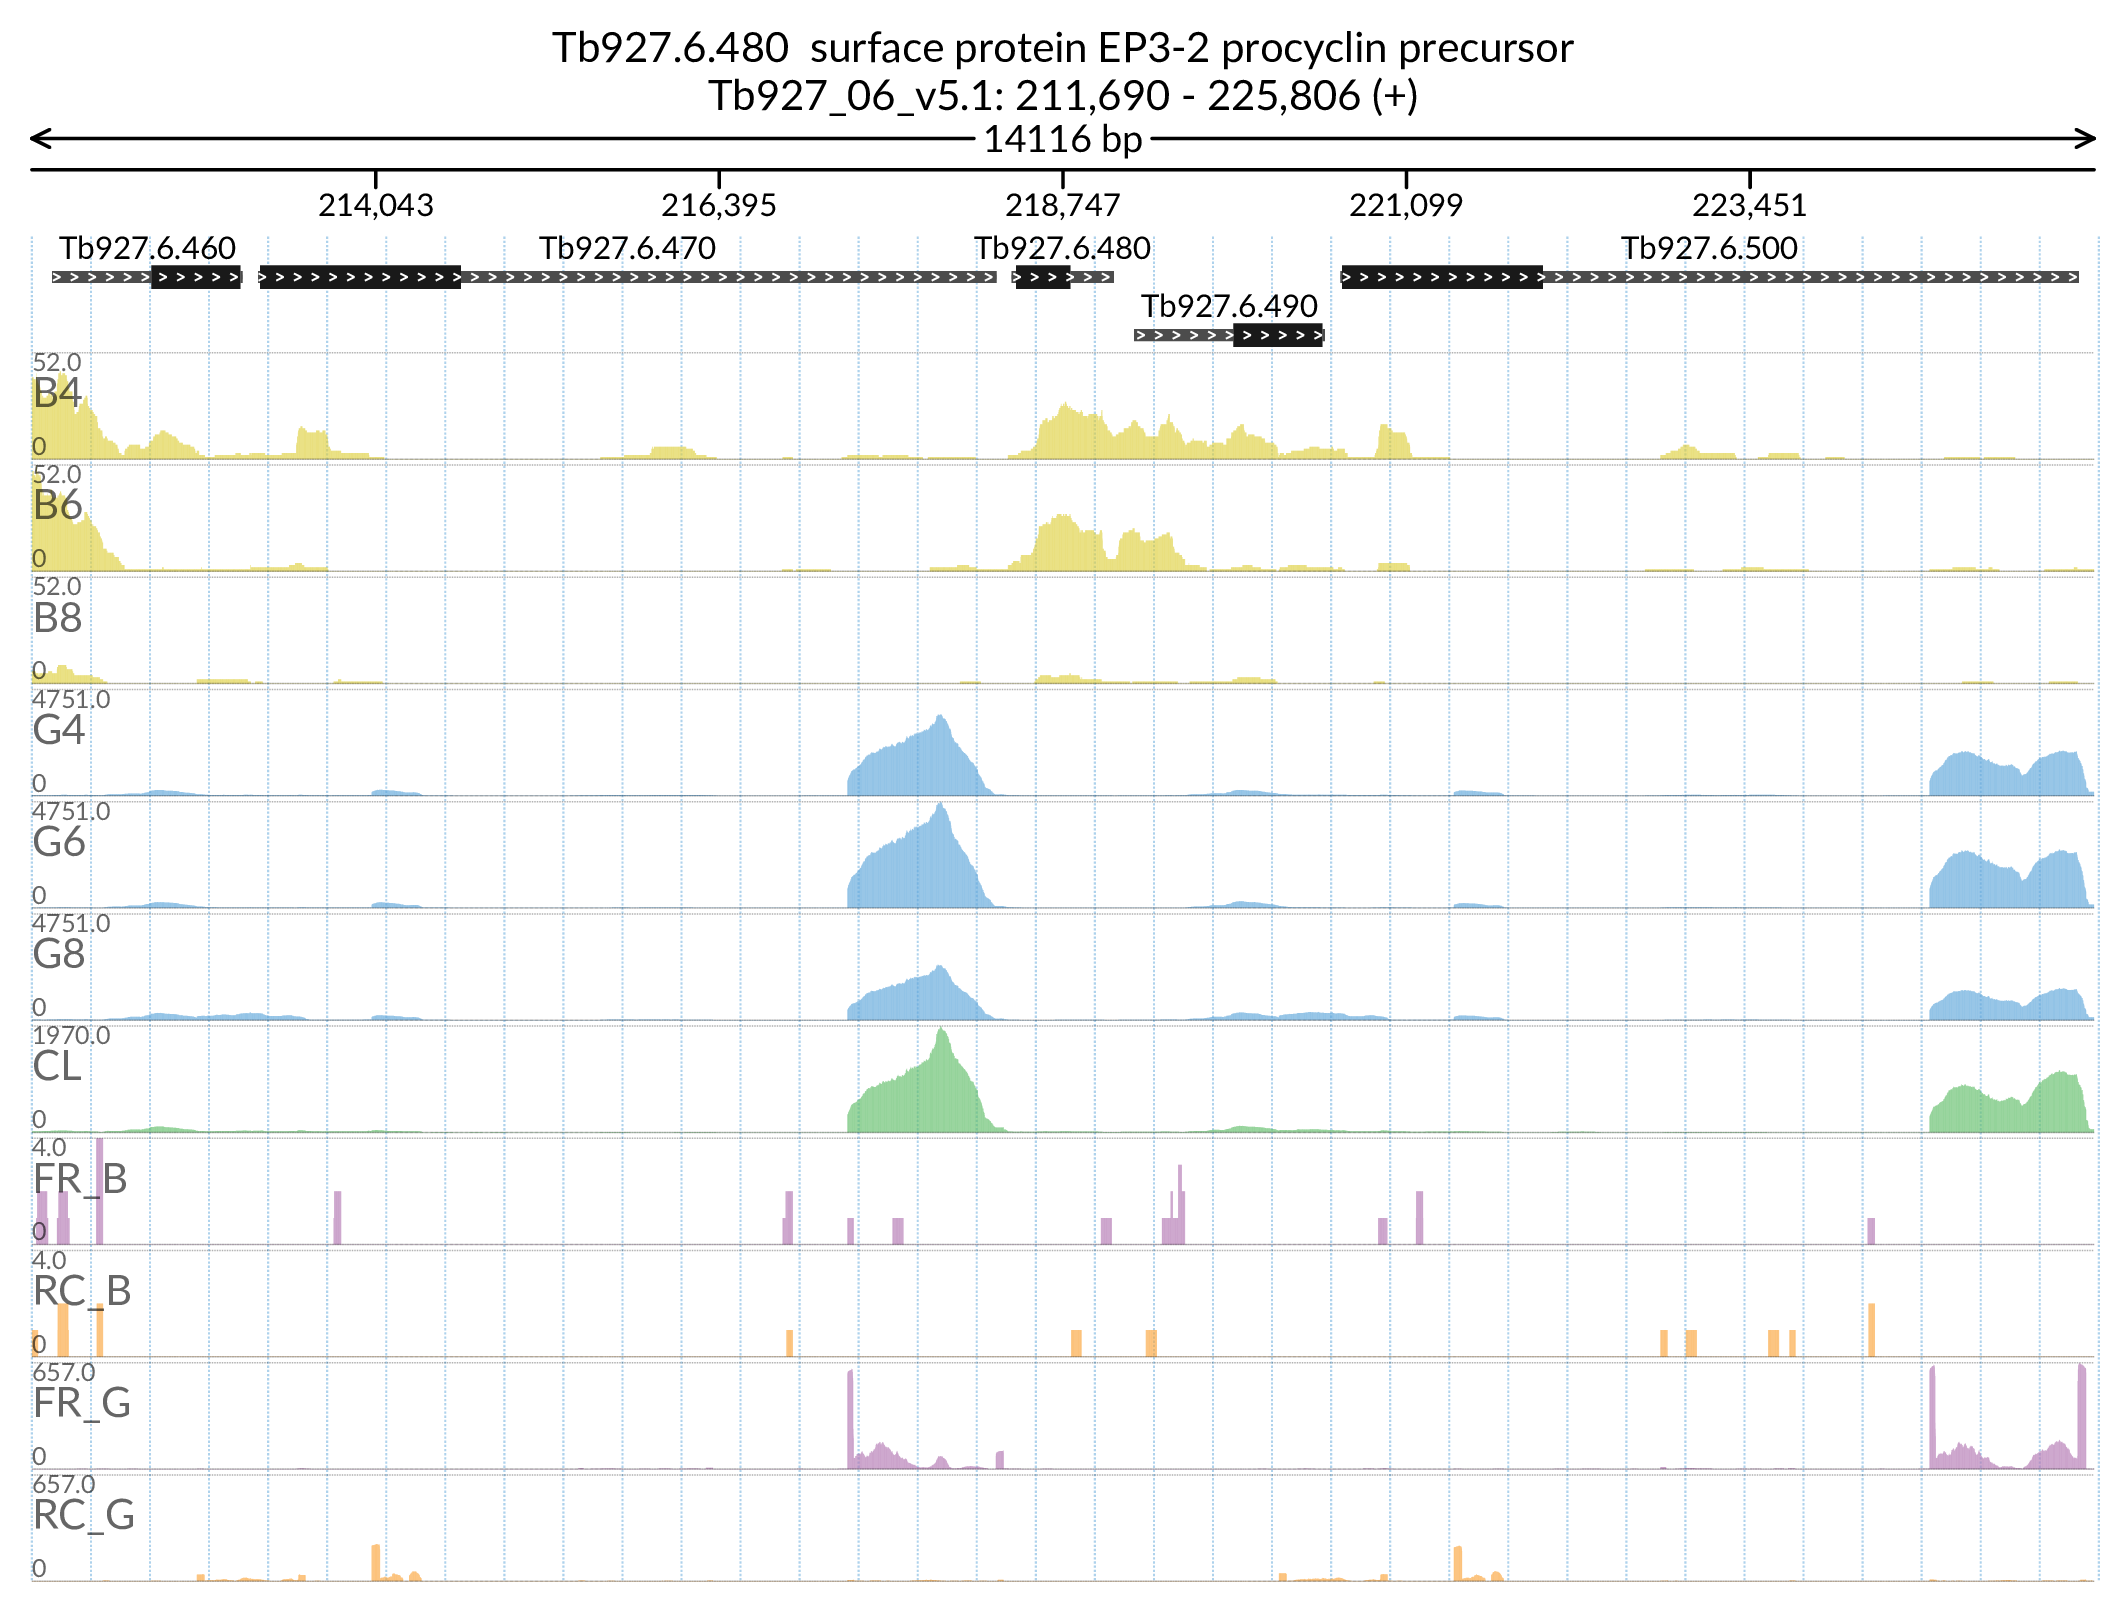 Tb927.6.480  surface protein EP3-2 procyclin precursor
Tb927_06_v5.1: 211,690 - 225,806 (+)
14116 bp
214,043 216,395 218,747 221,099 223,451
Tb927.6.460 Tb927.6.470 Tb927.6.480 Tb927.6.500
Tb927.6.490
52.0
B4
0
52.0
B6
0
52.0
B8
0
4751.0
G4
0
4751.0
G6
0
4751.0
G8
0
1970.0
CL
0
4.0
FR_B
0
4.0
RC_B
0
657.0
FR_G
0
657.0
RC_G
0